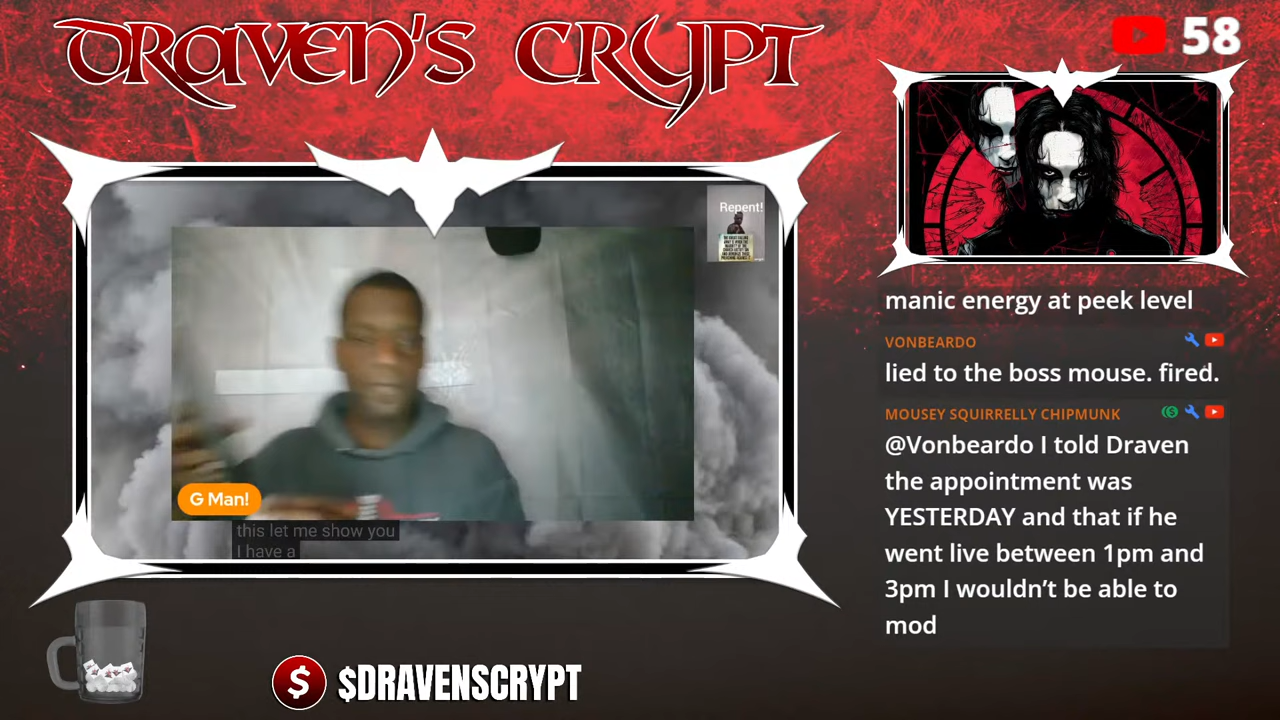 DRAVEN'S CRYPT
58
Repent!
manic energy at peek level
VONBEARDO
lied to the boss mouse. fired.
MOUSEY SQUIRRELLY CHIPMUNK
@Vonbeardo I told Draven
the appointment was
YESTERDAY and that if he
went live between 1pm and
3pm I wouldn’t be able to
mod
G Man!
this let me show you
I have a
$ $DRAVENSCRYPT